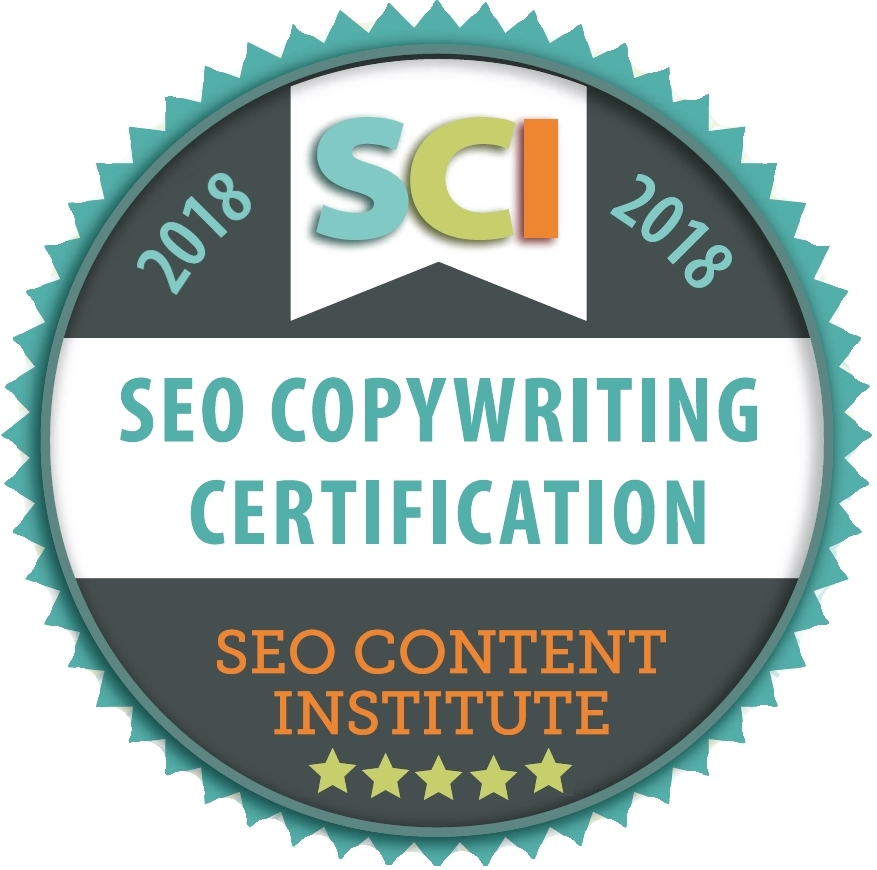 SCI
2018
2018
SEO COPYWRITING
CERTIFICATION
SEO CONTENT
INSTITUTE